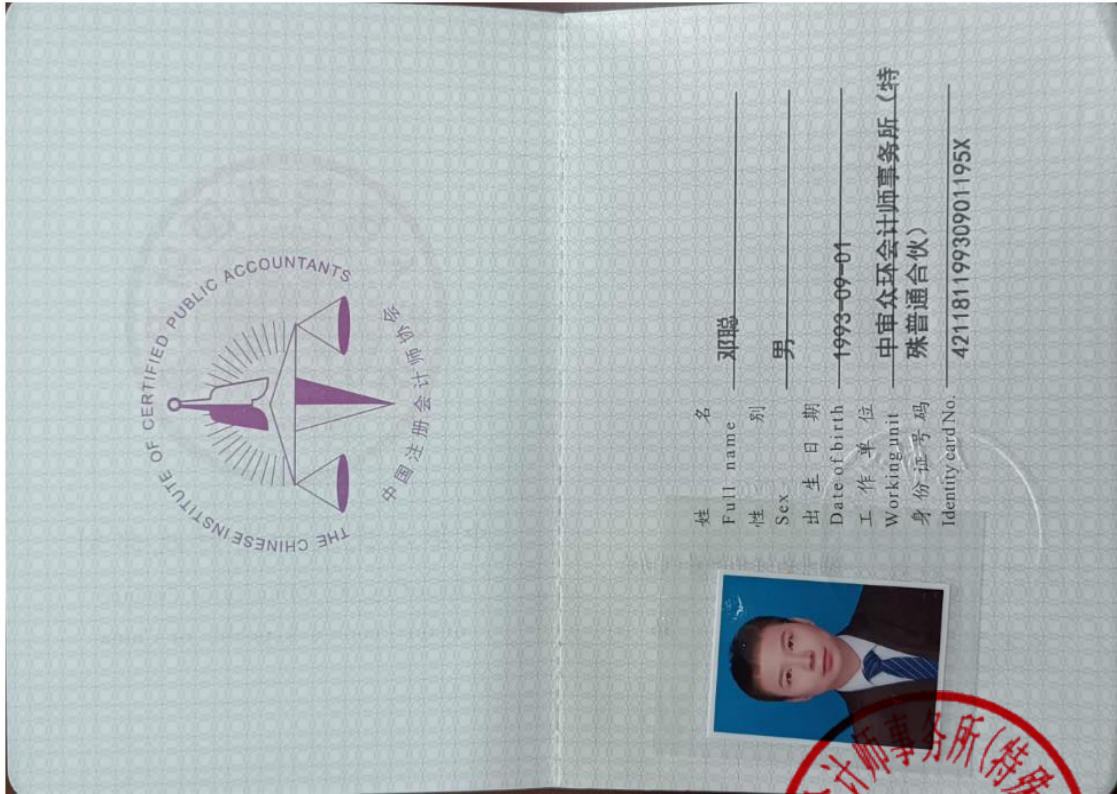 THE CHINESE INSTITUTE OF CERTIFIED PUBLIC ACCOUNTANTS
中国注册会计师协会
姓 名
Full name 邓聪
性 别
Sex 男
出生日期
Date of birth 1993-09-01
工作单位
Working unit 中审众环会计师事务所（特
殊普通合伙）
身份证号码
Identity card No. 42118119930901195X
计师事务所(特殊